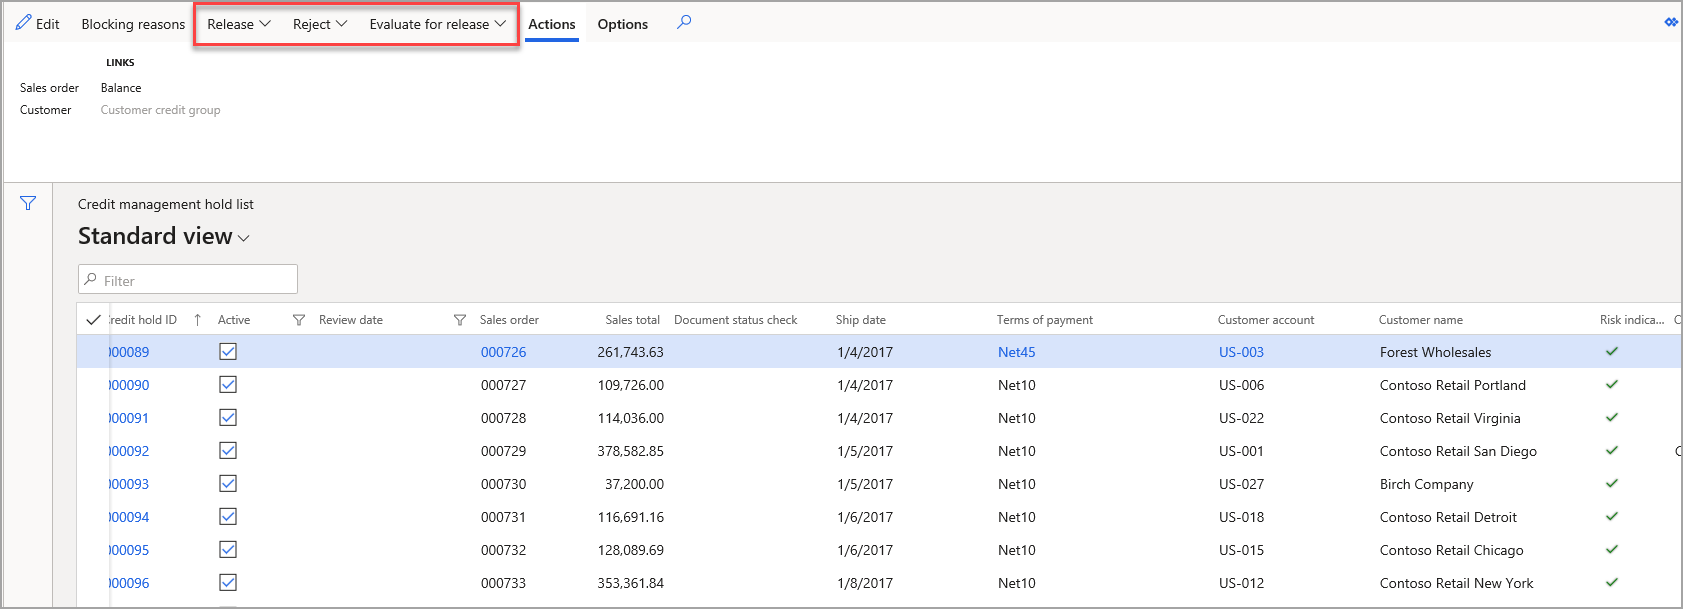 Edit Blocking reasons Release Reject Evaluate for release Actions Options
LINKS
Sales order Balance
Customer Customer credit group
Credit management hold list
Standard view
Filter
redit hold ID Active Review date Sales order Sales total Document status check Ship date Terms of payment Customer account Customer name Risk indica...
000089 000726 261,743.63 1/4/2017 Net45 US-003 Forest Wholesales
000090 000727 109,726.00 1/4/2017 Net10 US-006 Contoso Retail Portland
000091 000728 114,036.00 1/4/2017 Net10 US-022 Contoso Retail Virginia
000092 000729 378,582.85 1/5/2017 Net10 US-001 Contoso Retail San Diego
000093 000730 37,200.00 1/5/2017 Net10 US-027 Birch Company
000094 000731 116,691.16 1/6/2017 Net10 US-018 Contoso Retail Detroit
000095 000732 128,089.69 1/6/2017 Net10 US-015 Contoso Retail Chicago
000096 000733 353,361.84 1/8/2017 Net10 US-012 Contoso Retail New York